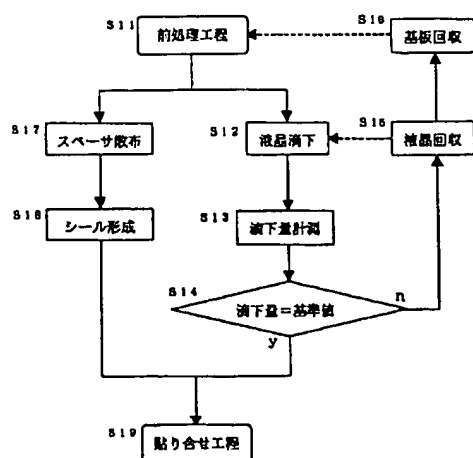 S11
前処理工程
S16
基板回収
S17
スペーサ散布
S12
液晶滴下
S15
液晶回収
S18
シール形成
S13
滴下量計測
S14
滴下量=基準値
n
y
S19
貼り合せ工程